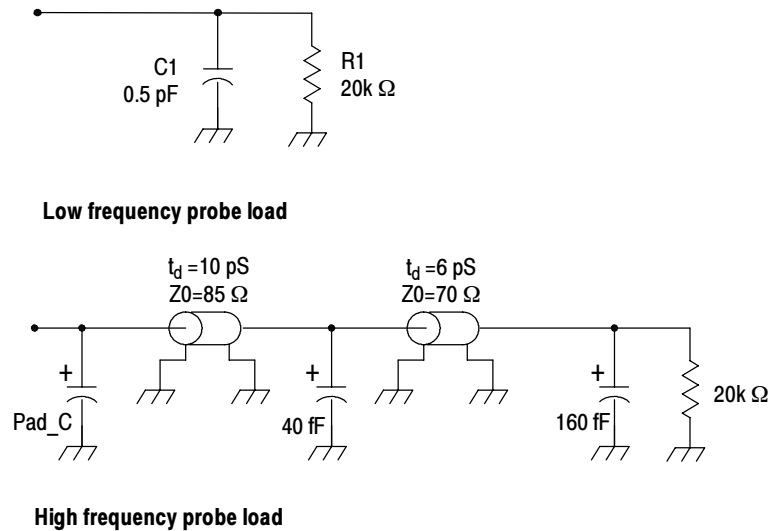 C1
0.5 pF
R1
20k Ω
Low frequency probe load
td =10 pS
Z0=85 Ω
td =6 pS
Z0=70 Ω
+
Pad_C
+
40 fF
+
160 fF
20k Ω
High frequency probe load